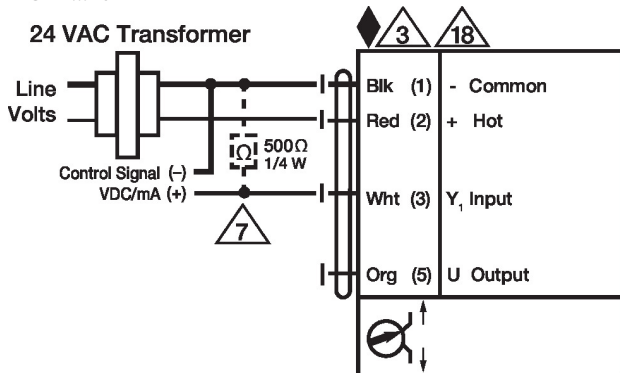 24 VAC Transformer
Line
Volts
3
18
Blk (1) - Common
Red (2) + Hot
Ω
500Ω
1/4 W
Control Signal (–)
VDC/mA (+)
7
Wht (3) Y1 Input
Org (5) U Output